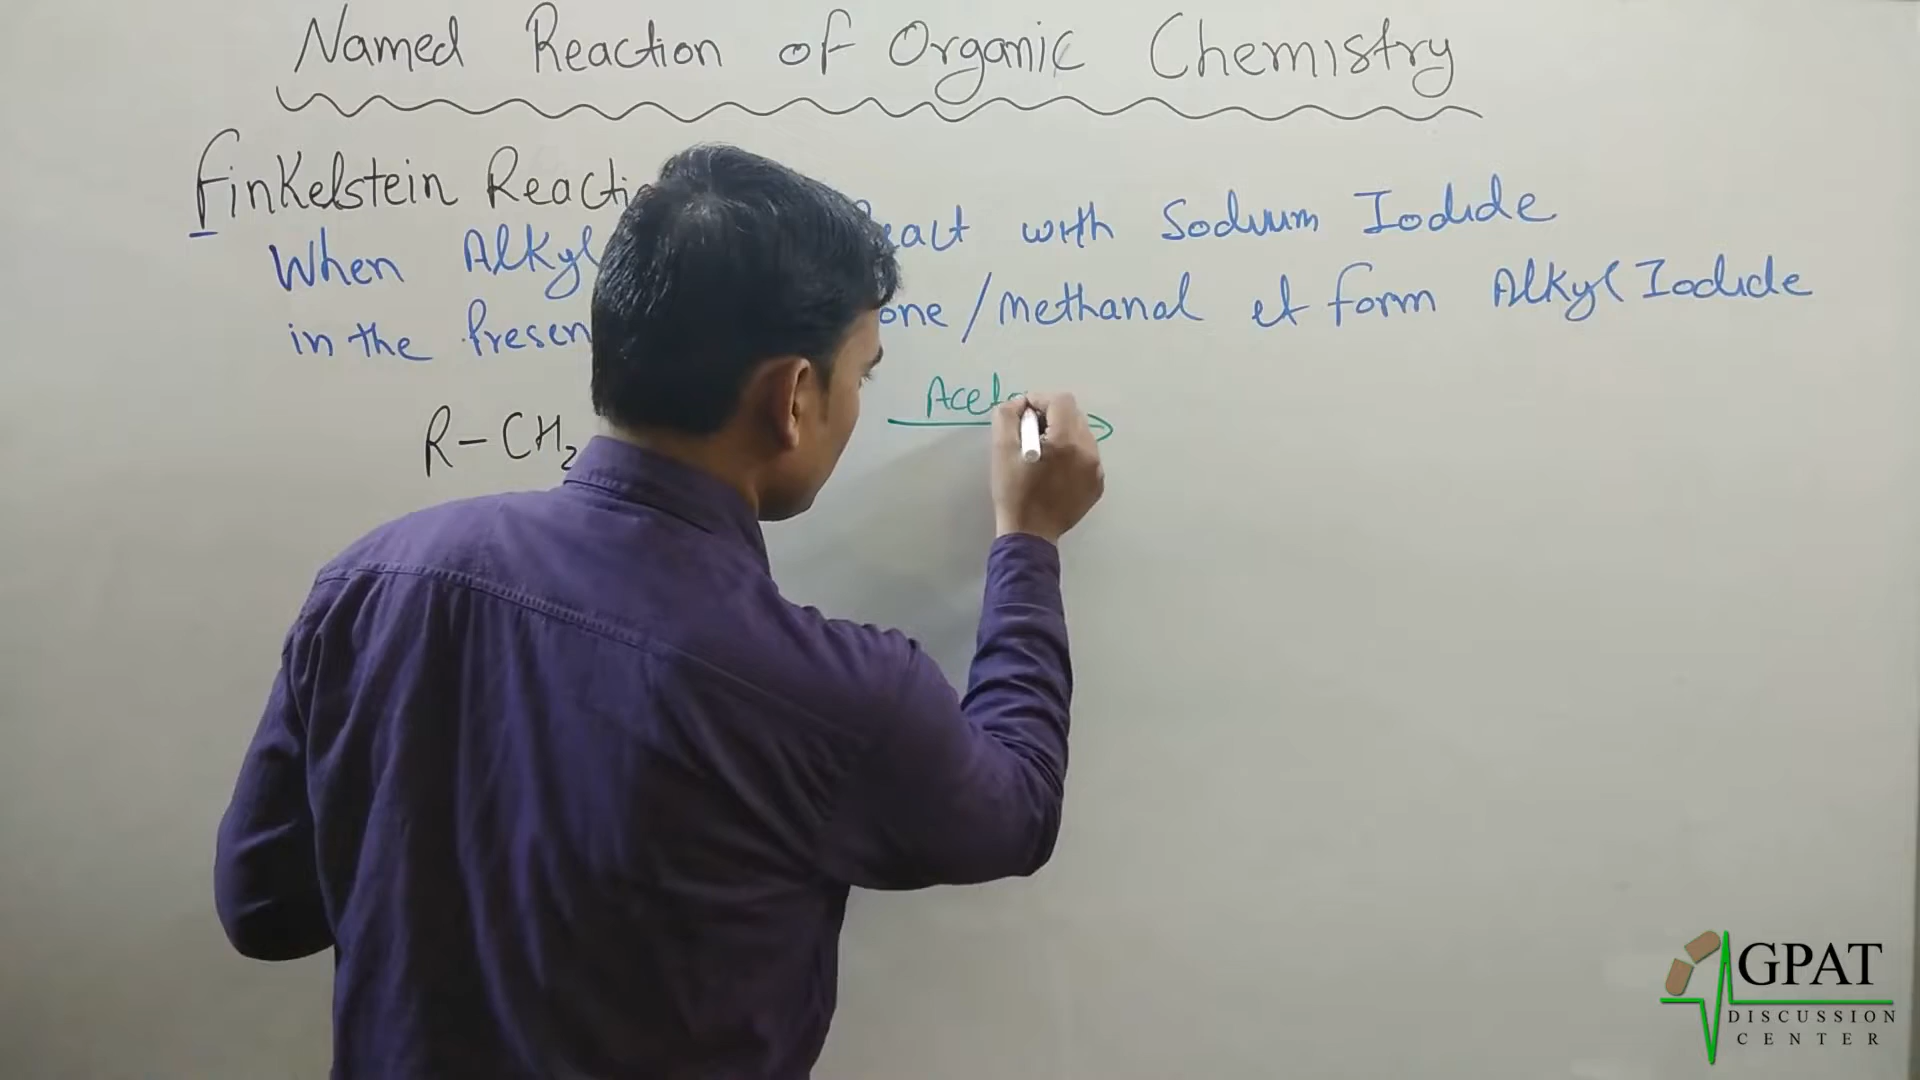 Named Reaction of Organic Chemistry
Finkelstein Reacti
When Alkyl eact with Sodium Iodide
in the Presen one/methanol it form Alkyl Iodide
Aceto
R-CH2
GPAT
DISCUSSION
CENTER